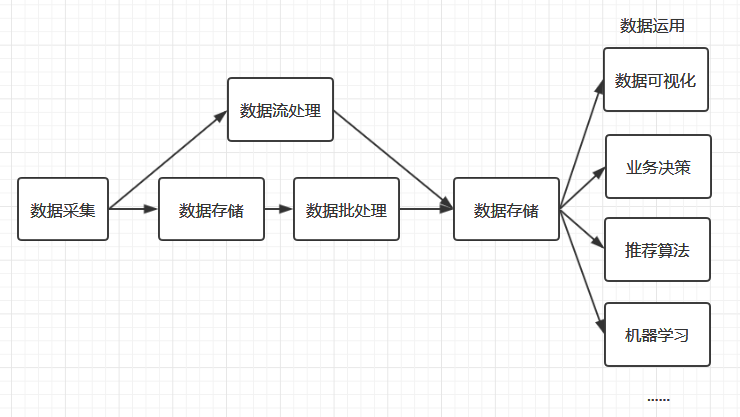 数据运用
数据可视化
数据流处理
业务决策
数据采集
数据存储
数据批处理
数据存储
推荐算法
机器学习
......